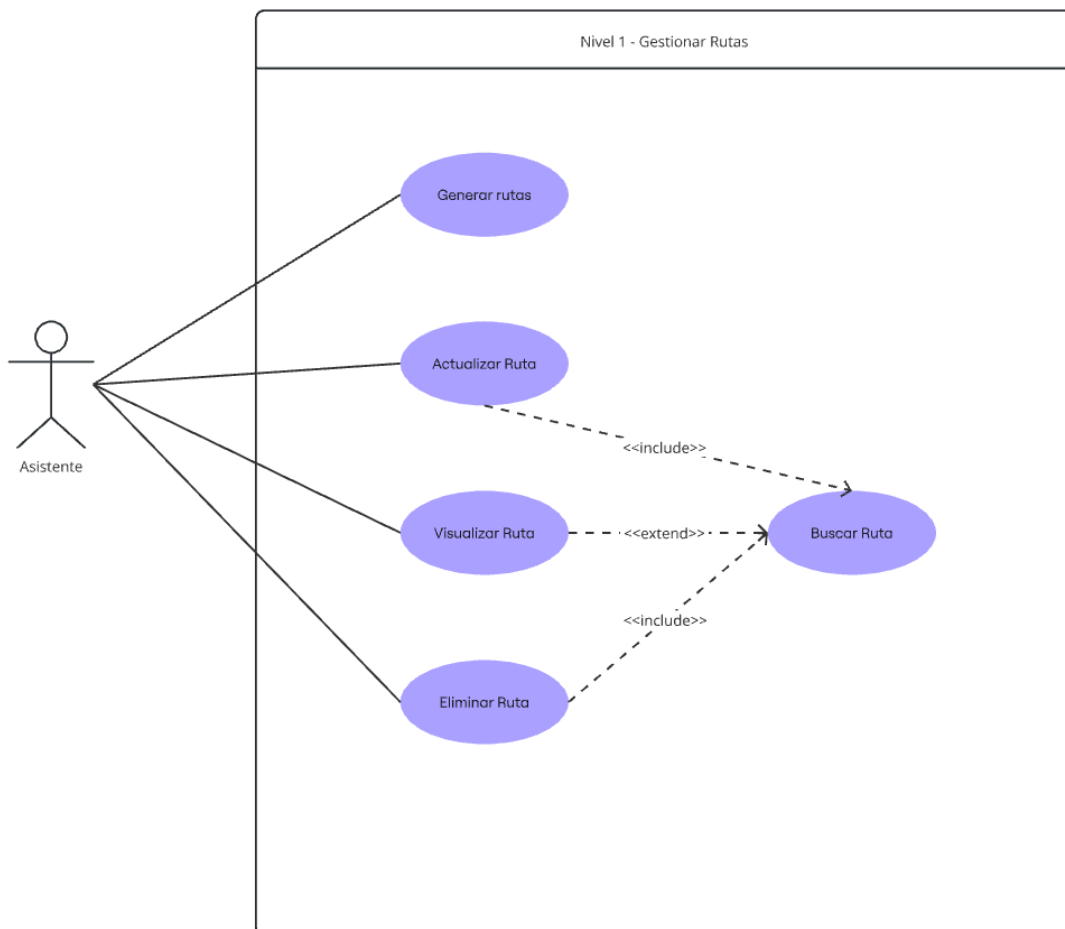 Nivel 1 - Gestionar Rutas
Generar rutas
Actualizar Ruta
<<include>>
Asistente
Visualizar Ruta
<<extend>>
Buscar Ruta
<<include>>
Eliminar Ruta